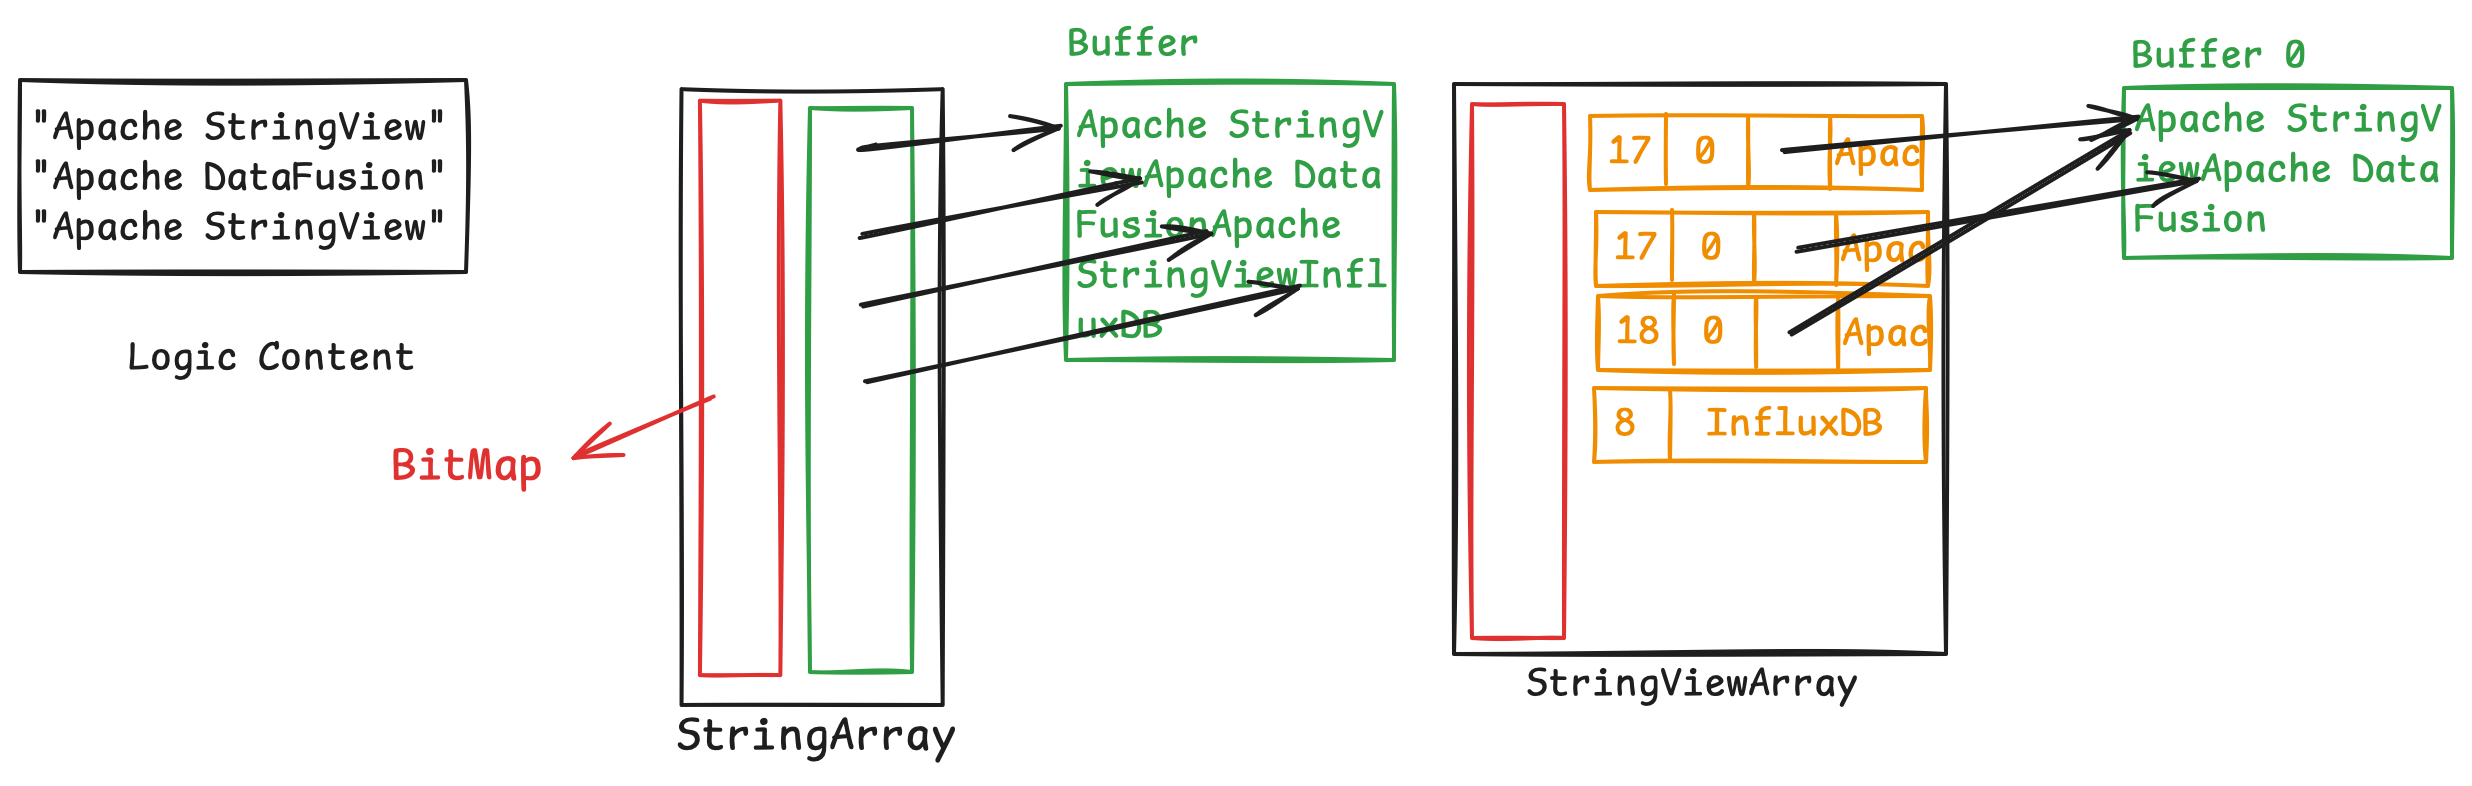 "Apache StringView"
"Apache DataFusion"
"Apache StringView"
Logic Content
BitMap
StringArray
Buffer
Apache StringV
iewApache Data
FusionApache
StringViewInfl
uxDB
17 0 Apac
17 0 Apac
18 0 Apac
8 InfluxDB
StringViewArray
Buffer 0
Apache StringV
iewApache Data
Fusion